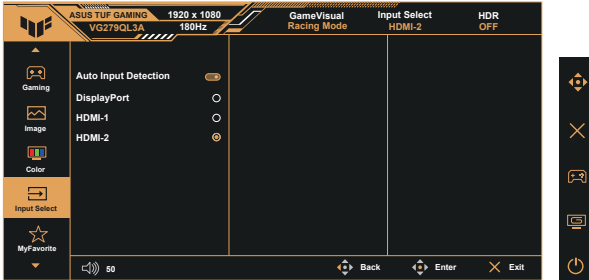 ASUS TUF GAMING 1920 x 1080
VG279QL3A 180Hz
GameVisual
Racing Mode
Input Select
HDMI-2
HDR
OFF
Gaming
Image
Color
Input Select
MyFavorite
Auto Input Detection
DisplayPort
HDMI-1
HDMI-2
50
Back
Enter
Exit